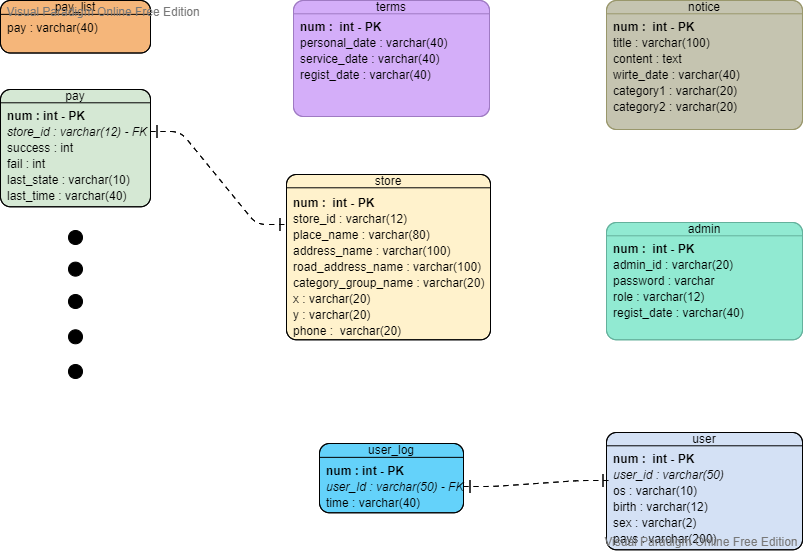 pay_list
Visual Paradigm Online Free Edition
pay : varchar(40)
terms
num :  int - PK
personal_date : varchar(40)
service_date : varchar(40)
regist_date : varchar(40)
notice
num :  int - PK
title : varchar(100)
content : text
wirte_date : varchar(40)
category1 : varchar(20)
category2 : varchar(20)
pay
num : int - PK
store_id : varchar(12) - FK
success : int
fail : int
last_state : varchar(10)
last_time : varchar(40)
store
num :  int - PK
store_id : varchar(12)
place_name : varchar(80)
address_name : varchar(100)
road_address_name : varchar(100)
category_group_name : varchar(20)
x : varchar(20)
y : varchar(20)
phone :  varchar(20)
admin
num :  int - PK
admin_id : varchar(20)
password : varchar
role : varchar(12)
regist_date : varchar(40)
user_log
num : int - PK
user_Id : varchar(50) - FK
time : varchar(40)
user
num :  int - PK
user_id : varchar(50)
os : varchar(10)
birth : varchar(12)
sex : varchar(2)
pays : varchar(200)
Visual Paradigm Online Free Edition